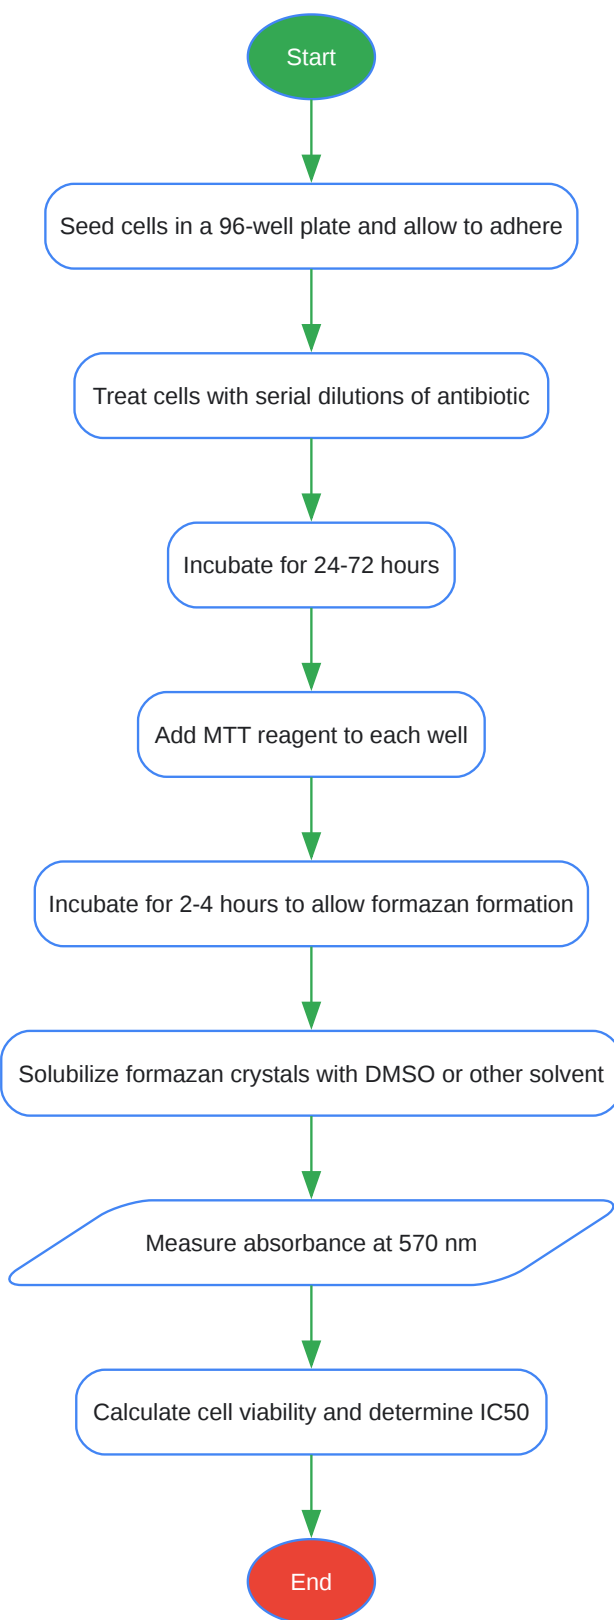 Start
Seed cells in a 96-well plate and allow to adhere
Treat cells with serial dilutions of antibiotic
Incubate for 24-72 hours
Add MTT reagent to each well
Incubate for 2-4 hours to allow formazan formation
Solubilize formazan crystals with DMSO or other solvent
Measure absorbance at 570 nm
Calculate cell viability and determine IC50
End